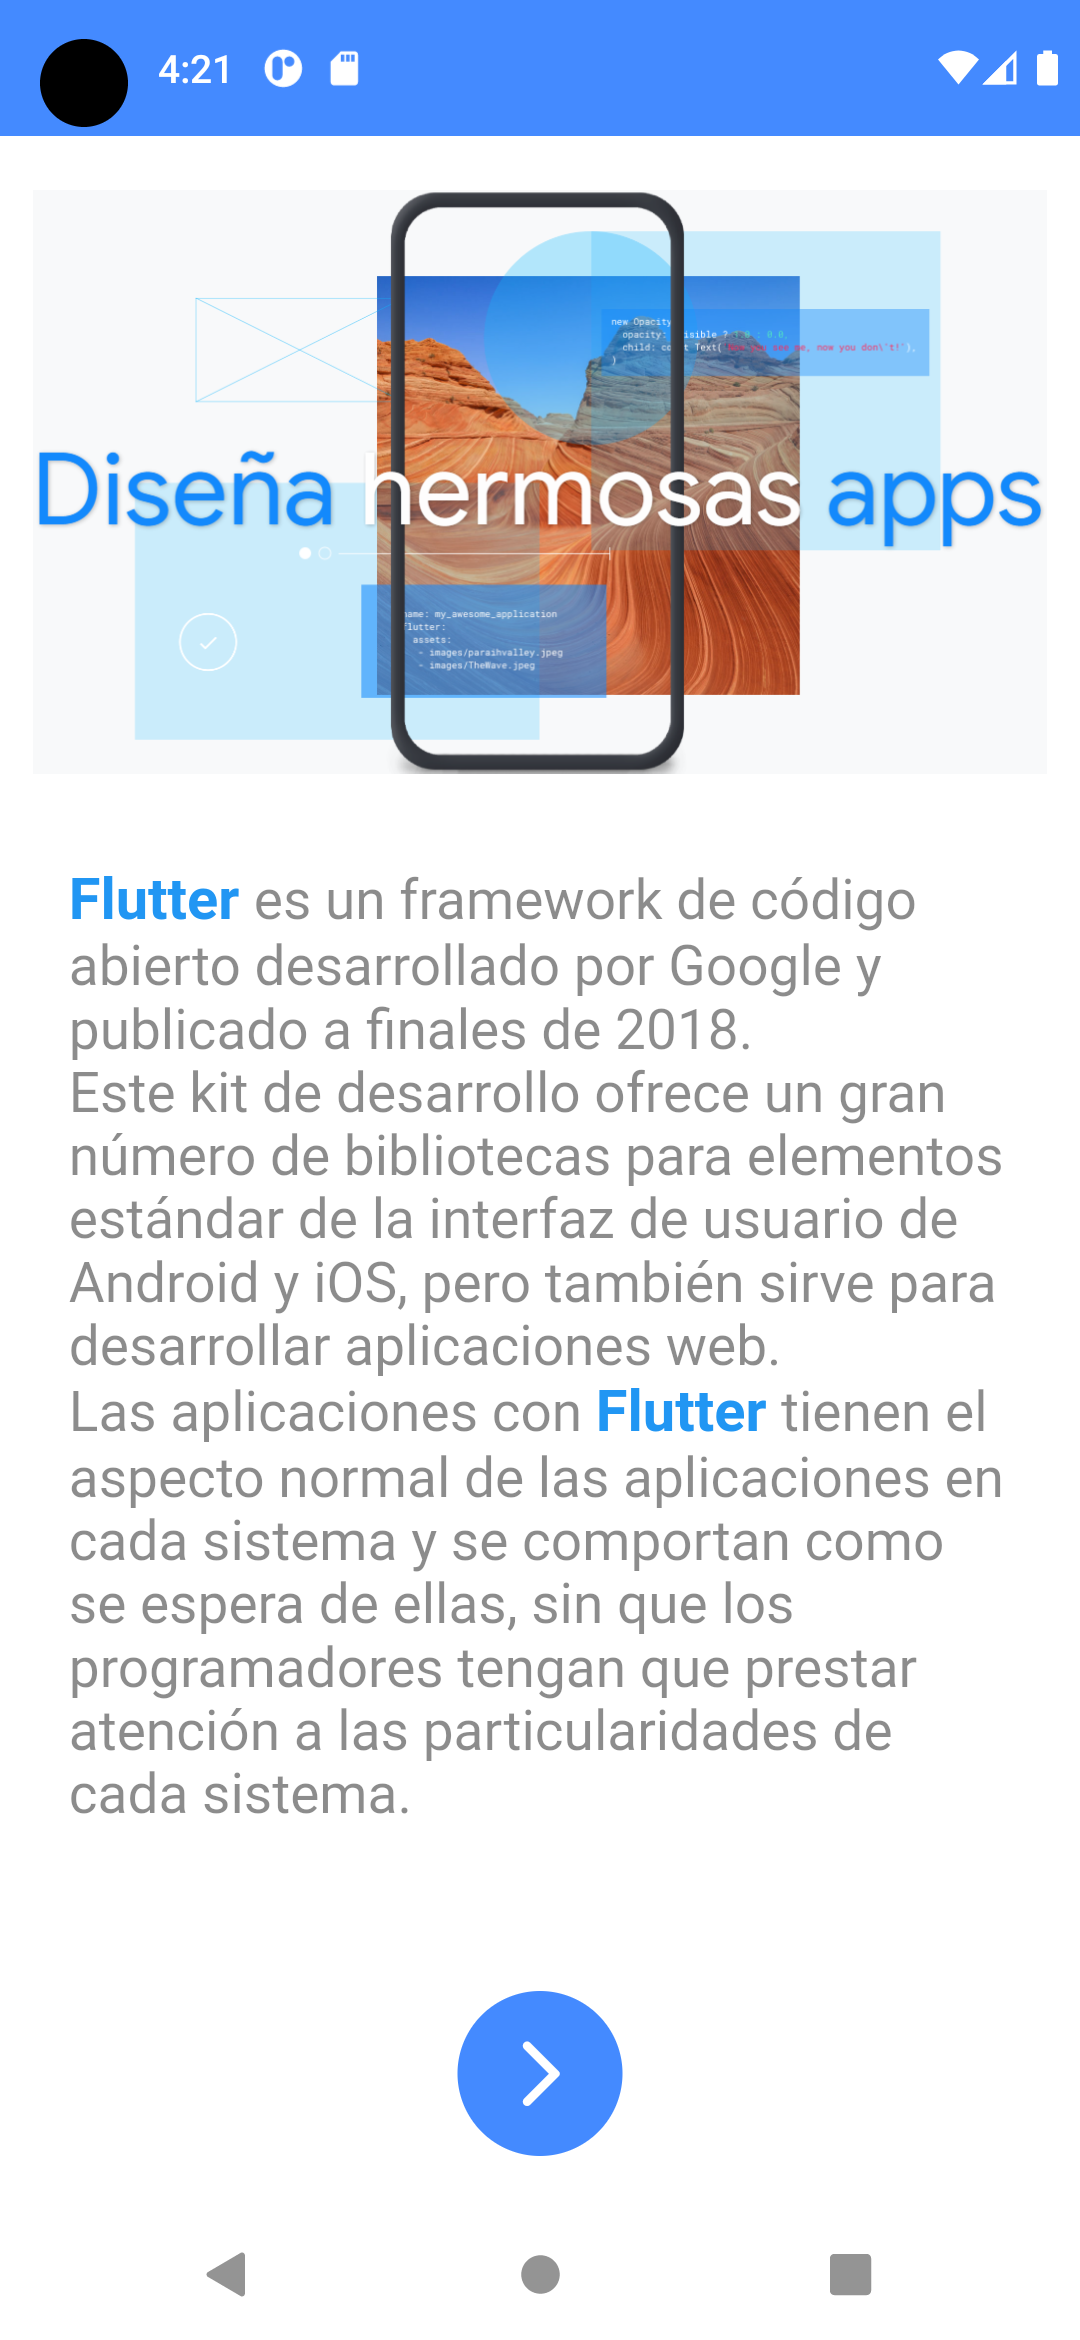 4:21
new Opacity
opacity: isible ? 1.0 : 0.0,
child: co t Text( see me, now you don\'t!"),
)
Diseña hermosas apps
name: my_awesome_application
flutter:
assets:
- images/paraihvalley.jpeg
- images/TheWave.jpeg
Flutter es un framework de código
abierto desarrollado por Google y
publicado a finales de 2018.
Este kit de desarrollo ofrece un gran
número de bibliotecas para elementos
estándar de la interfaz de usuario de
Android y iOS, pero también sirve para
desarrollar aplicaciones web.
Las aplicaciones con Flutter tienen el
aspecto normal de las aplicaciones en
cada sistema y se comportan como
se espera de ellas, sin que los
programadores tengan que prestar
atención a las particularidades de
cada sistema.